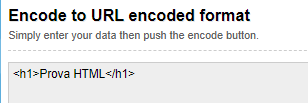 Encode to URL encoded format
Simply enter your data then push the encode button.
<h1>Prova HTML</h1>